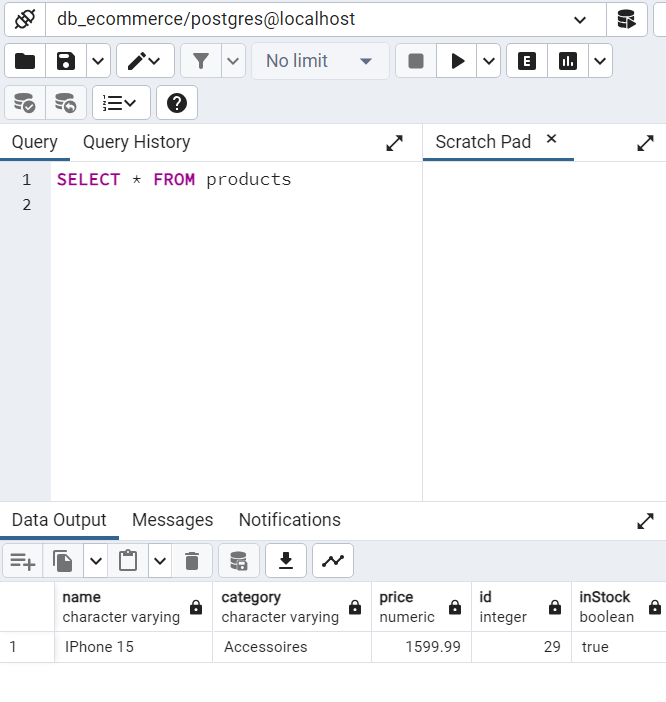 db_ecommerce/postgres@localhost
No limit
E
Query
Query History
Scratch Pad
1 SELECT * FROM products
2
Data Output
Messages
Notifications
name category price id inStock
character varying character varying numeric integer boolean
1 IPhone 15 Accessoires 1599.99 29 true